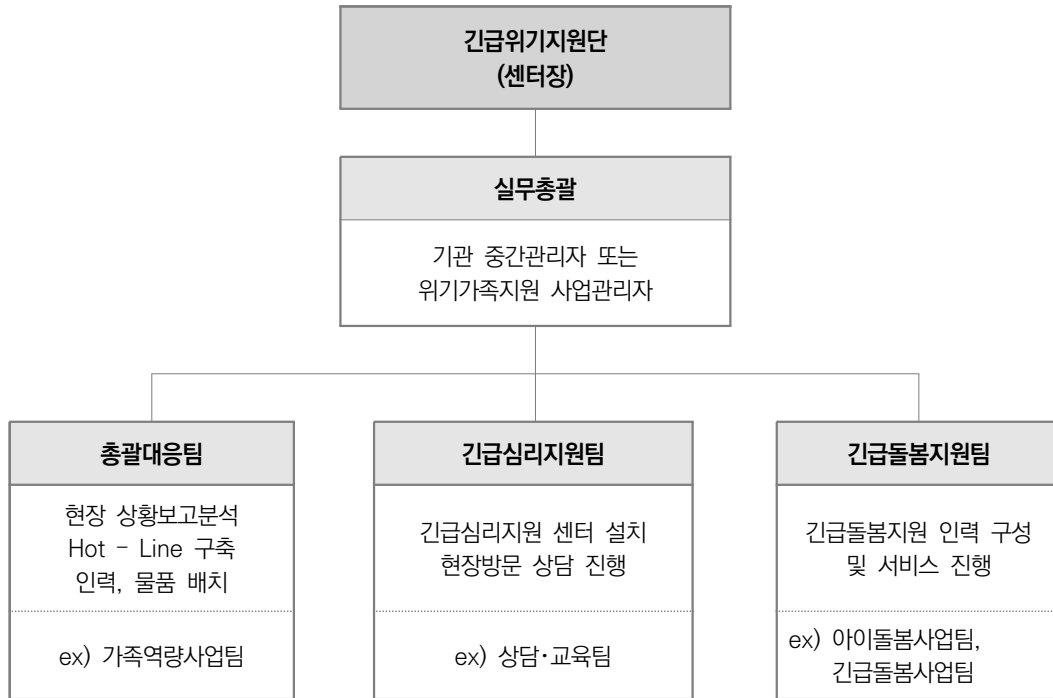 긴급위기지원단
(센터장)
실무총괄
기관 중간관리자 또는
위기가족지원 사업관리자
총괄대응팀
현장 상황보고분석
Hot - Line 구축
인력, 물품 배치
ex) 가족역량사업팀
긴급심리지원팀
긴급심리지원 센터 설치
현장방문 상담 진행
ex) 상담·교육팀
긴급돌봄지원팀
긴급돌봄지원 인력 구성
및 서비스 진행
ex) 아이돌봄사업팀,
긴급돌봄사업팀